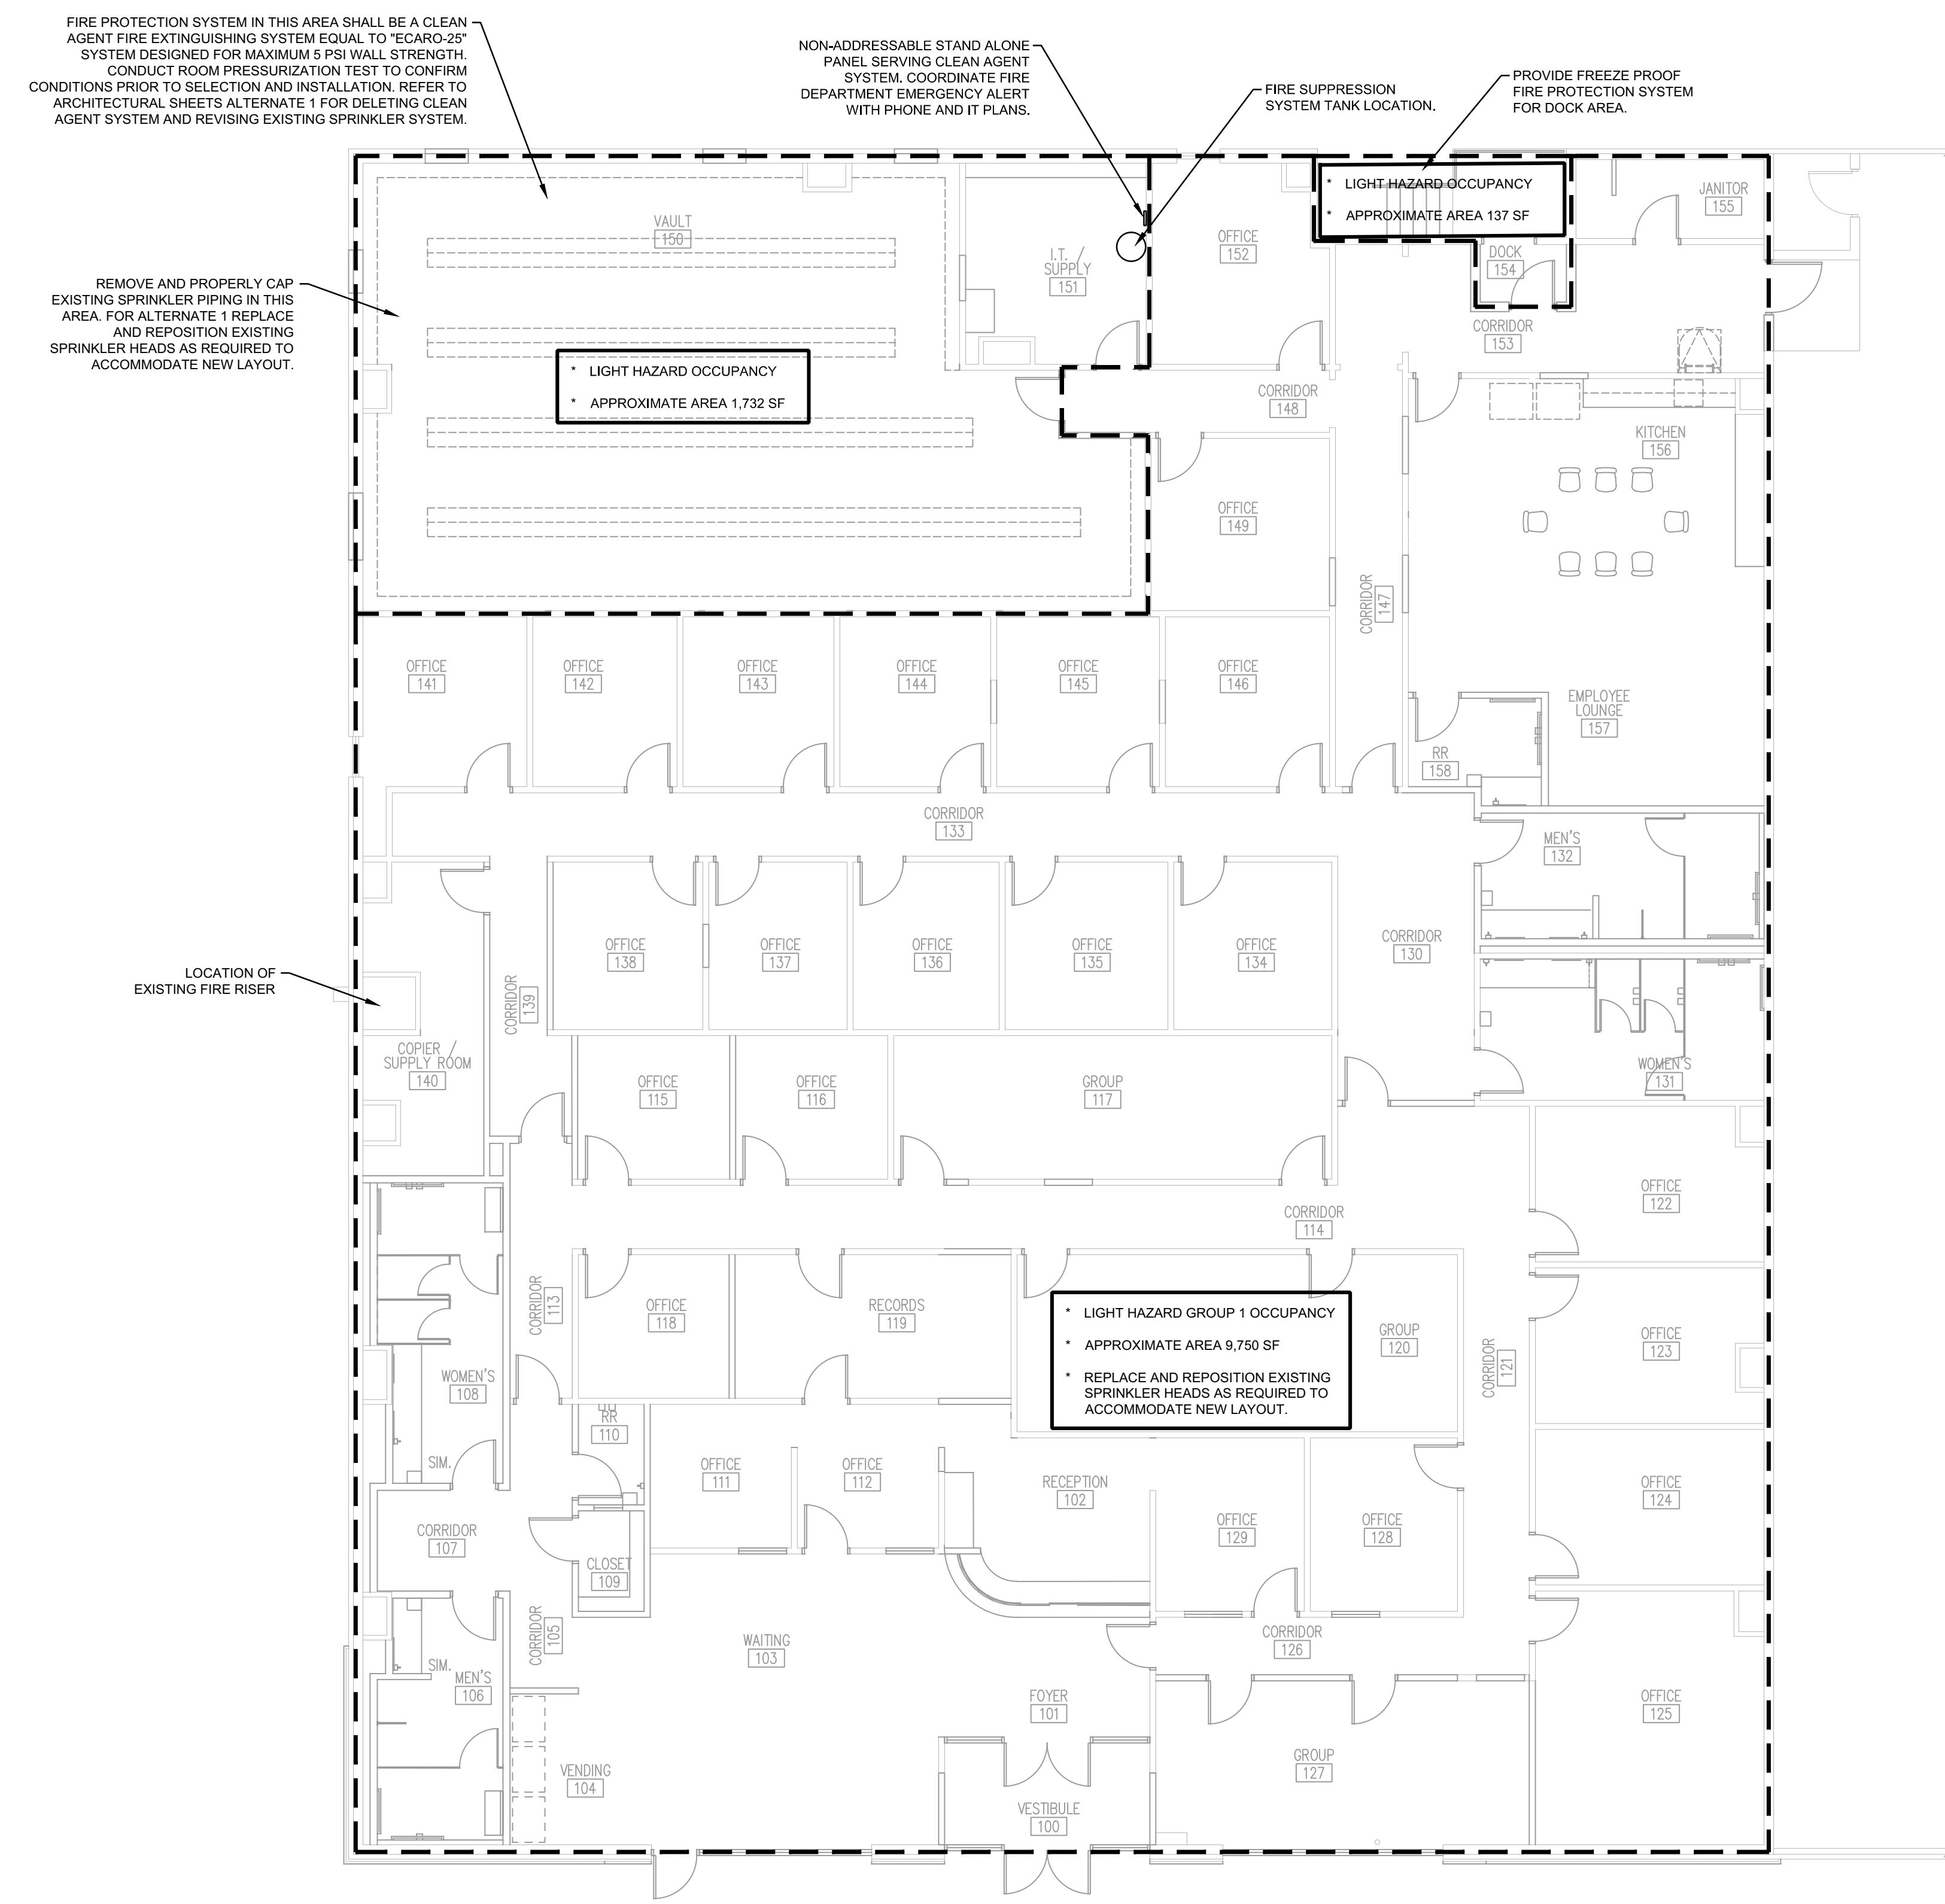 FIRE PROTECTION SYSTEM IN THIS AREA SHALL BE A CLEAN
AGENT FIRE EXTINGUISHING SYSTEM EQUAL TO "ECARO-25"
SYSTEM DESIGNED FOR MAXIMUM 5 PSI WALL STRENGTH.
CONDUCT ROOM PRESSURIZATION TEST TO CONFIRM
CONDITIONS PRIOR TO SELECTION AND INSTALLATION. REFER TO
ARCHITECTURAL SHEETS ALTERNATE 1 FOR DELETING CLEAN
AGENT SYSTEM AND REVISING EXISTING SPRINKLER SYSTEM.
NON-ADDRESSABLE STAND ALONE
PANEL SERVING CLEAN AGENT
SYSTEM. COORDINATE FIRE
DEPARTMENT EMERGENCY ALERT
WITH PHONE AND IT PLANS.
FIRE SUPPRESSION
SYSTEM TANK LOCATION.
PROVIDE FREEZE PROOF
FIRE PROTECTION SYSTEM
FOR DOCK AREA.
* LIGHT HAZARD OCCUPANCY
* APPROXIMATE AREA 137 SF
JANITOR
155
VAULT
150
I.T. /
SUPPLY
151
OFFICE
152
DOCK
154
CORRIDOR
153
REMOVE AND PROPERLY CAP
EXISTING SPRINKLER PIPING IN THIS
AREA. FOR ALTERNATE 1 REPLACE
AND REPOSITION EXISTING
SPRINKLER HEADS AS REQUIRED TO
ACCOMMODATE NEW LAYOUT.
* LIGHT HAZARD OCCUPANCY
* APPROXIMATE AREA 1,732 SF
CORRIDOR
148
KITCHEN
156
OFFICE
149
CORRIDOR
147
OFFICE
141
OFFICE
142
OFFICE
143
OFFICE
144
OFFICE
145
OFFICE
146
EMPLOYEE
LOUNGE
157
RR
158
CORRIDOR
133
MEN'S
132
OFFICE
138
OFFICE
137
OFFICE
136
OFFICE
135
OFFICE
134
CORRIDOR
130
LOCATION OF
EXISTING FIRE RISER
CORRIDOR
139
COPIER /
SUPPLY ROOM
140
OFFICE
115
OFFICE
116
GROUP
117
WOMEN'S
131
OFFICE
122
CORRIDOR
114
CORRIDOR
113
OFFICE
118
RECORDS
119
* LIGHT HAZARD GROUP 1 OCCUPANCY
* APPROXIMATE AREA 9,750 SF
* REPLACE AND REPOSITION EXISTING
SPRINKLER HEADS AS REQUIRED TO
ACCOMMODATE NEW LAYOUT.
GROUP
120
CORRIDOR
121
OFFICE
123
WOMEN'S
108
SIM.
RR
110
OFFICE
111
OFFICE
112
RECEPTION
102
OFFICE
129
OFFICE
128
OFFICE
124
CORRIDOR
107
CLOSET
109
CORRIDOR
105
WAITING
103
CORRIDOR
126
SIM.
MEN'S
106
FOYER
101
OFFICE
125
VENDING
104
GROUP
127
VESTIBULE
100